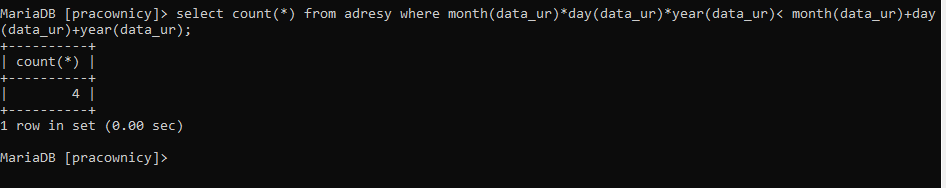 MariaDB [pracownicy]> select count(*) from adresy where month(data_ur)*day(data_ur)*year(data_ur)< month(data_ur)+day
(data_ur)+year(data_ur);
+----------+
| count(*) |
+----------+
|        4 |
+----------+
1 row in set (0.00 sec)

MariaDB [pracownicy]>